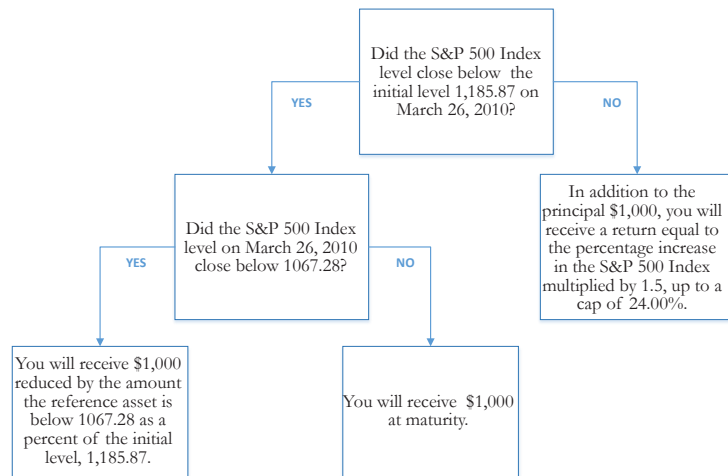 Did the S&P 500 Index
level close below the
initial level 1,185.87 on
March 26, 2010?
YES
NO
Did the S&P 500 Index
level on March 26, 2010
close below 1067.28?
In addition to the
principal $1,000, you will
receive a return equal to
the percentage increase
in the S&P 500 Index
multiplied by 1.5, up to a
cap of 24.00%.
YES
NO
You will receive $1,000
reduced by the amount
the reference asset is
below 1067.28 as a
percent of the initial
level, 1,185.87.
You will receive $1,000
at maturity.